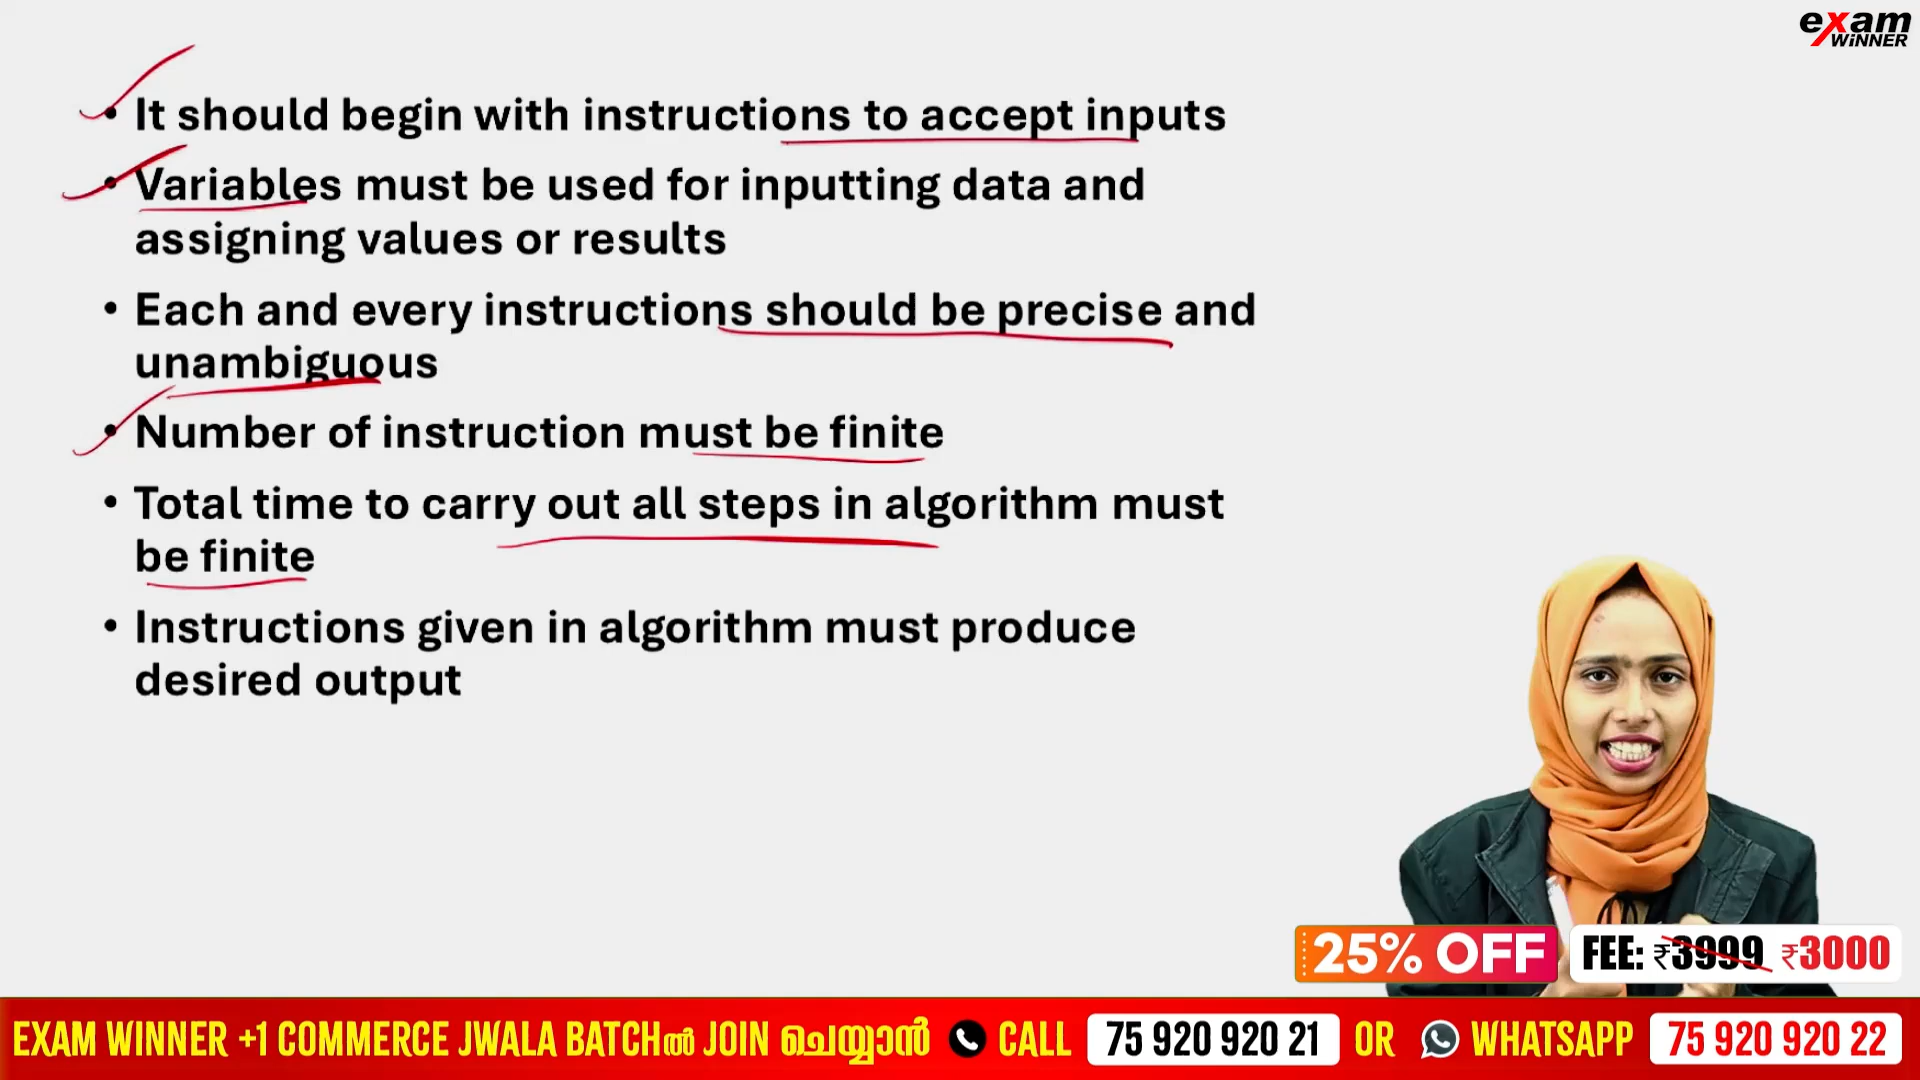 exam
WiNNER
• It should begin with instructions to accept inputs
• Variables must be used for inputting data and
assigning values or results
• Each and every instructions should be precise and
unambiguous
• Number of instruction must be finite
• Total time to carry out all steps in algorithm must
be finite
• Instructions given in algorithm must produce
desired output
25% OFF FEE: ₹3999 ₹3000
EXAM WINNER +1 COMMERCE JWALA BATCHൽ JOIN ചെയ്യാൻ CALL 75 920 920 21 OR WHATSAPP 75 920 920 22